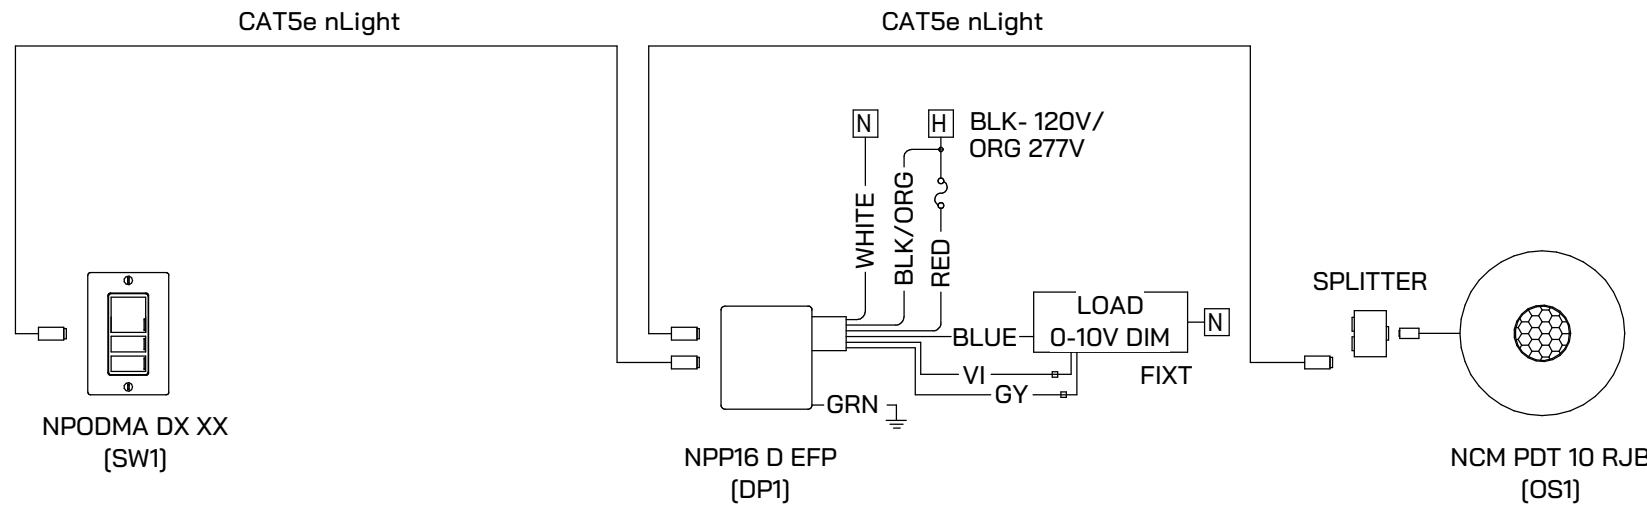 CAT5e nLight
CAT5e nLight
N
H
BLK- 120V/
ORG 277V
WHITE
BLK/ORG
RED
SPLITTER
LOAD
0-10V DIM
N
BLUE
VI
FIXT
GY
GRN
NPODMA DX XX
(SW1)
NPP16 D EFP
(DP1)
NCM PDT 10 RJB
(OS1)